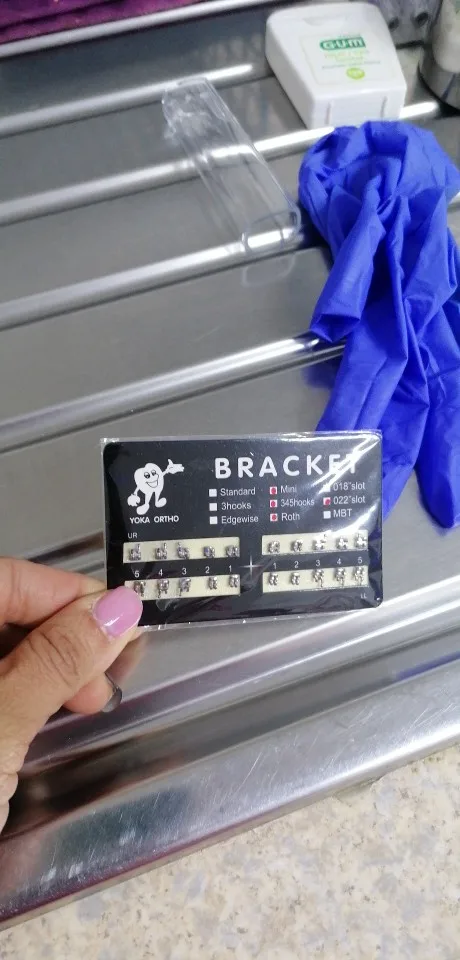 G·U·M
BRACKET
Standard Mini 018"slot
3hooks 345hooks 022"slot
Edgewise Roth MBT
YOKA ORTHO
UR
5 4 3 2 1 1 2 3 4 5